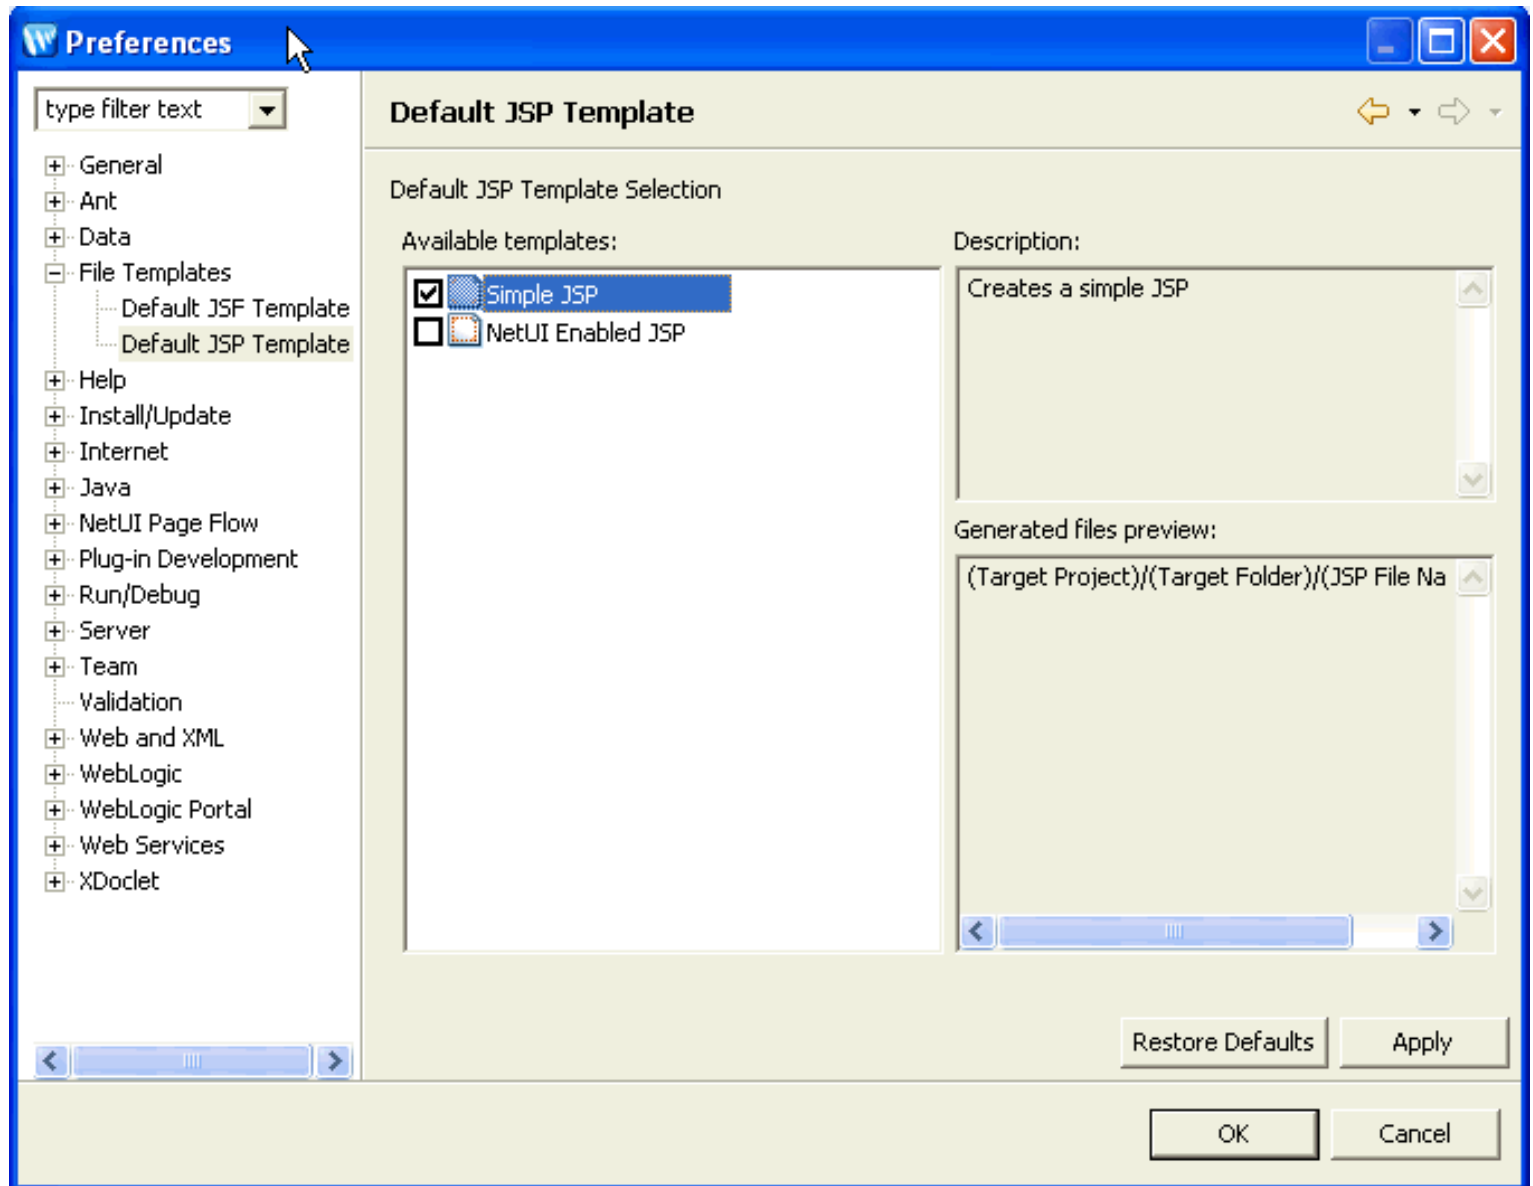 Preferences
type filter text
General
Ant
Data
File Templates
Default JSF Template
Default JSP Template
Help
Install/Update
Internet
Java
NetUI Page Flow
Plug-in Development
Run/Debug
Server
Team
Validation
Web and XML
WebLogic
WebLogic Portal
Web Services
XDoclet
Default JSP Template
Default JSP Template Selection
Available templates:
Simple JSP
NetUI Enabled JSP
Description:
Creates a simple JSP
Generated files preview:
(Target Project)/(Target Folder)/(JSP File Na
Restore Defaults
Apply
OK
Cancel